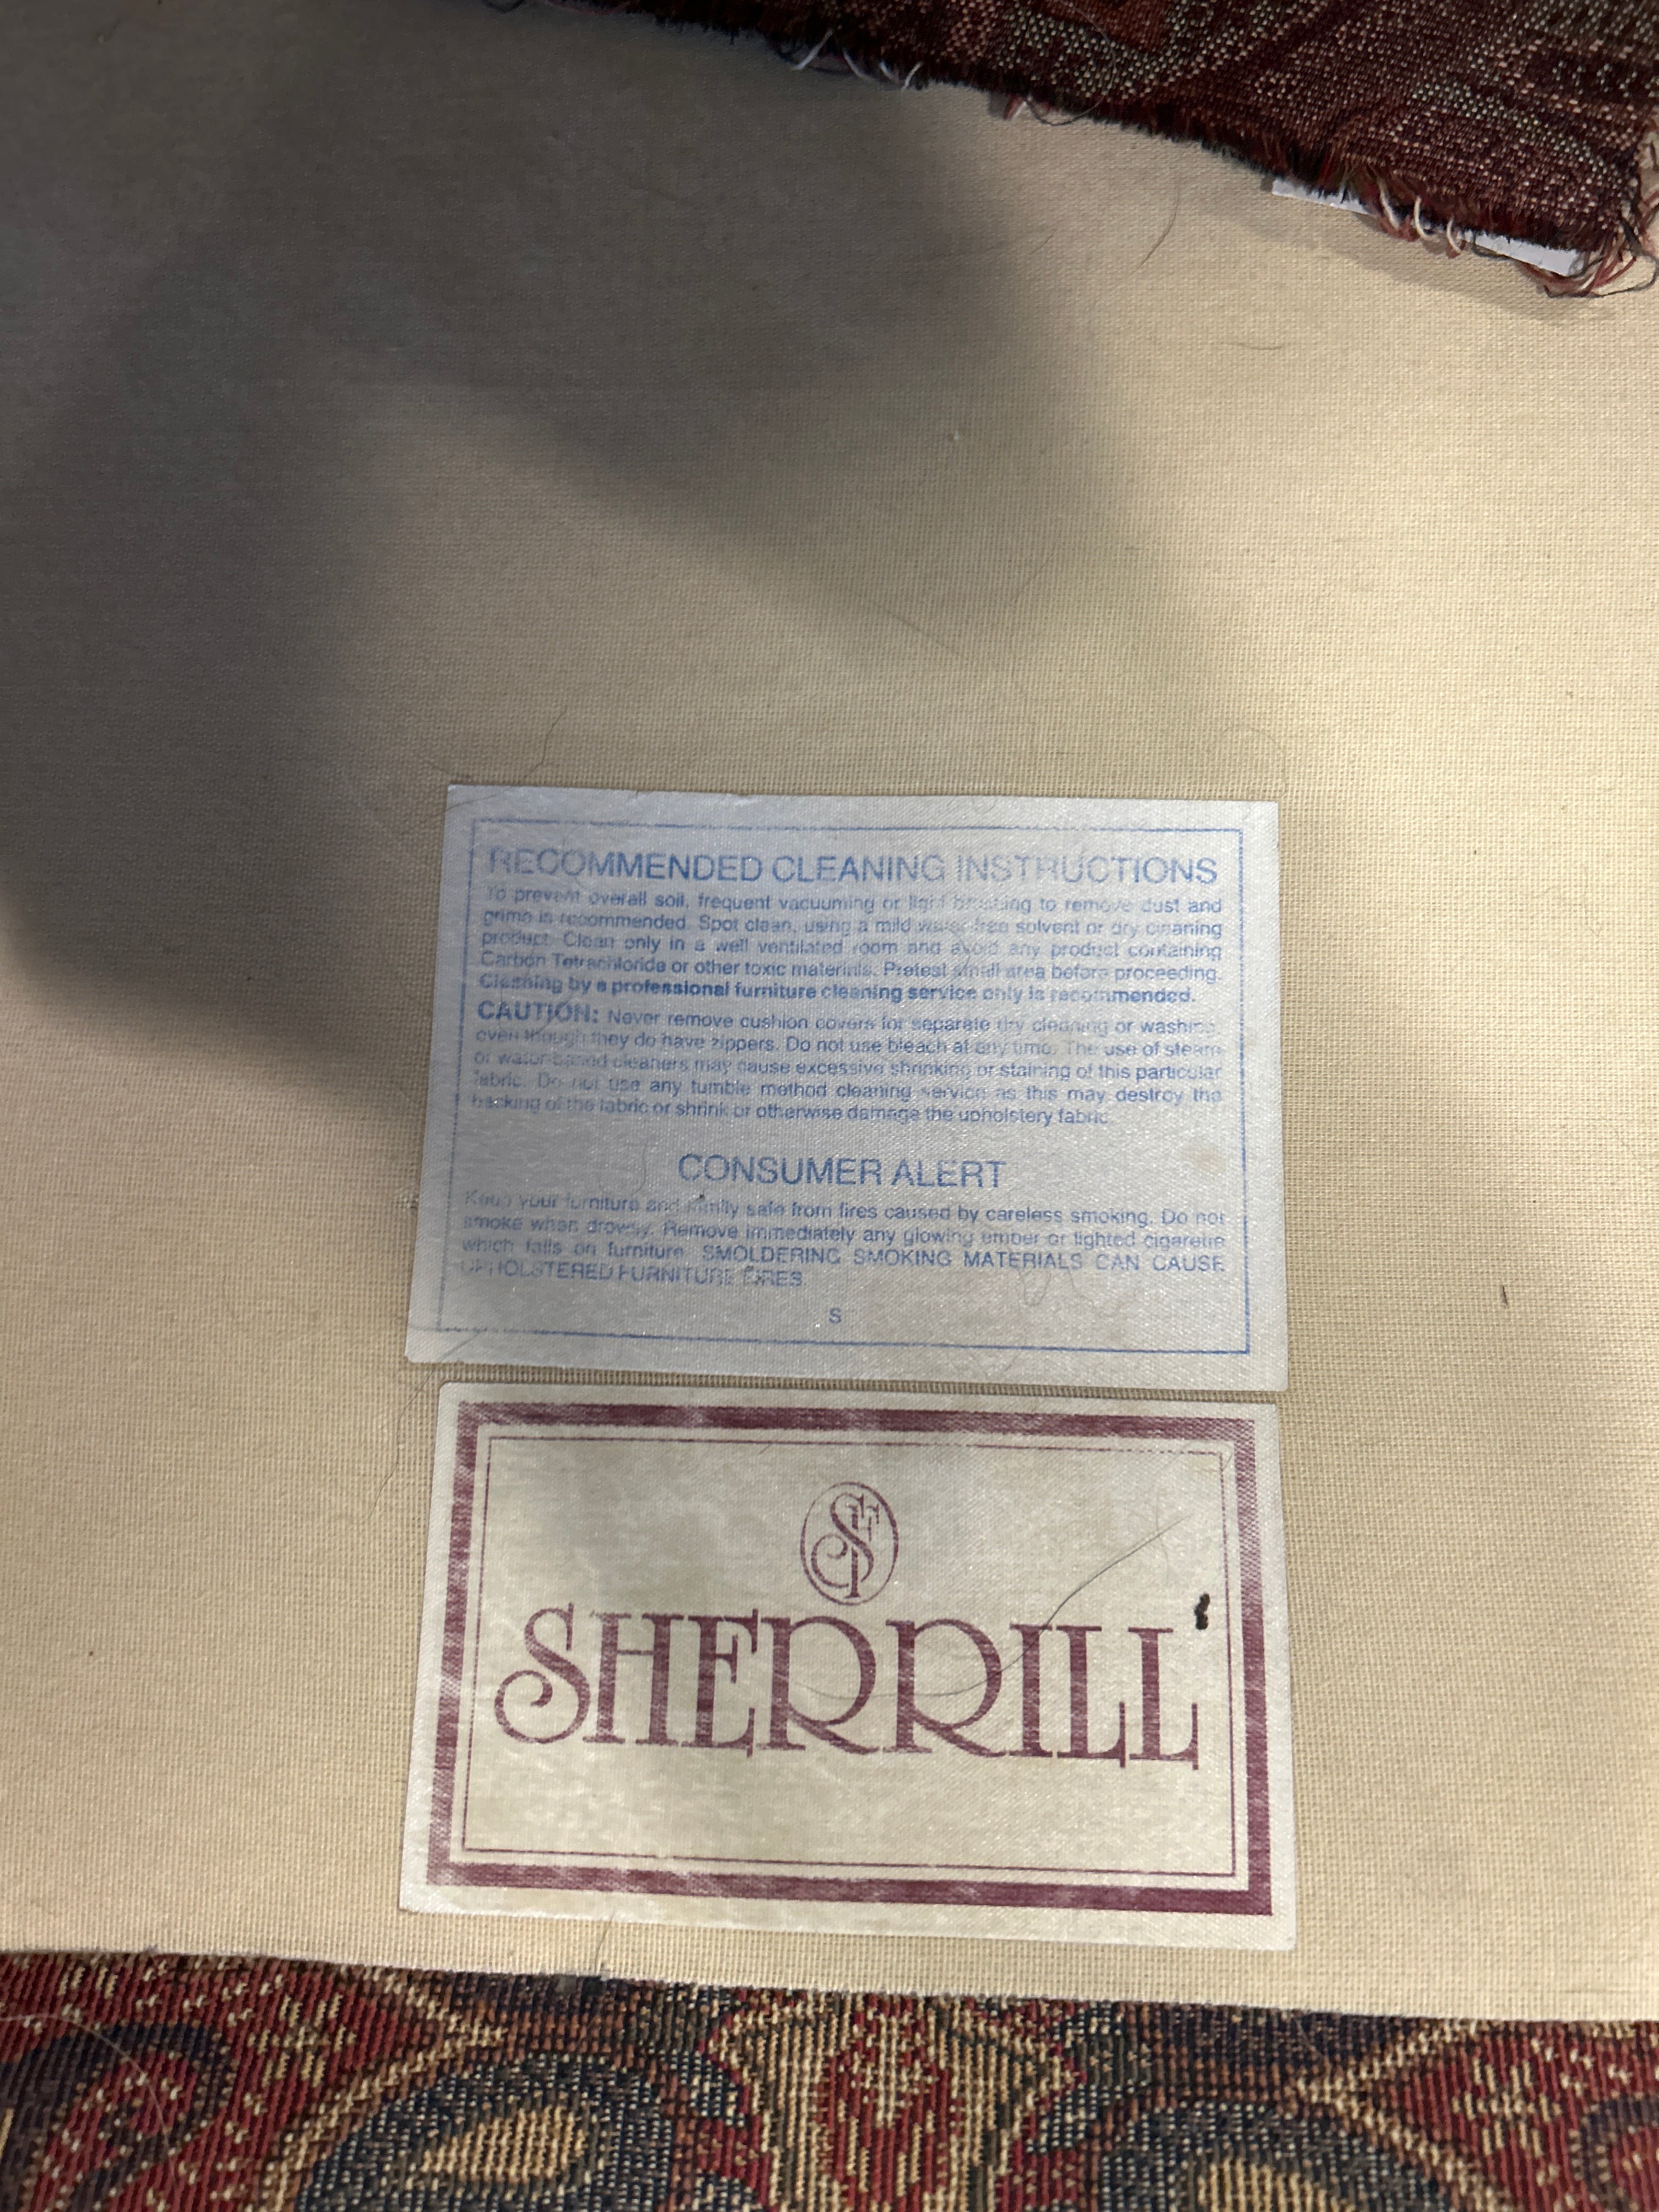 RECOMMENDED CLEANING INSTRUCTIONS
To prevent overall soil, frequent vacuuming or light brushing to remove dust and
grime is recommended. Spot clean, using a mild water-free solvent or dry cleaning
product. Clean only in a well ventilated room and avoid any product containing
Carbon Tetrachloride or other toxic materials. Pretest small area before proceeding.
Cleaning by a professional furniture cleaning service only is recommended.
CAUTION: Never remove cushion covers for separate dry cleaning or washing,
even though they do have zippers. Do not use bleach at any time. The use of steam
or water-based cleaners may cause excessive shrinking or staining of this particular
fabric. Do not use any tumble method cleaning service as this may destroy the
backing of the fabric or shrink or otherwise damage the upholstery fabric.
CONSUMER ALERT
Keep your furniture and family safe from fires caused by careless smoking. Do not
smoke when drowsy. Remove immediately any glowing ember or lighted cigarette
which falls on furniture. SMOLDERING SMOKING MATERIALS CAN CAUSE
UPHOLSTERED FURNITURE FIRES.
S
SHERRILL